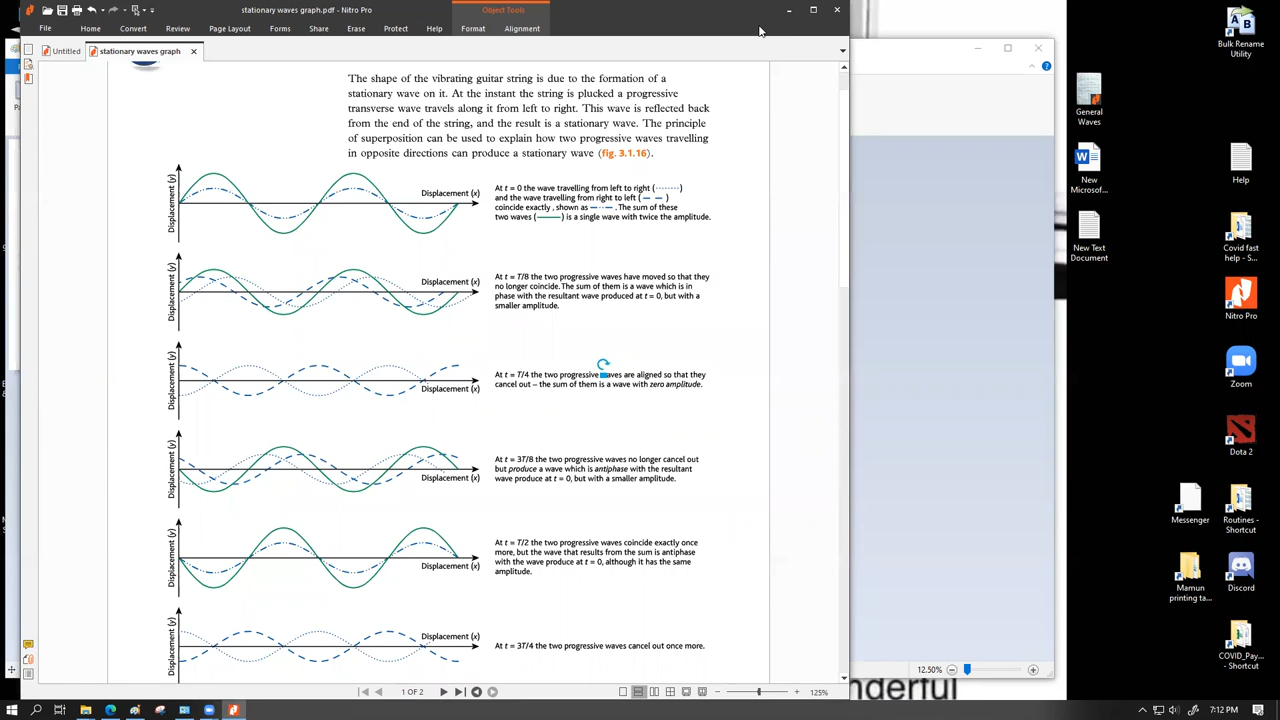 stationary waves graph.pdf - Nitro Pro
Object Tools
File Home Convert Review Page Layout Forms Share Erase Protect Help Format Alignment
Untitled
stationary waves graph
The shape of the vibrating guitar string is due to the formation of a
stationary wave on it. At the instant the string is plucked a progressive
transverse wave travels along it from left to right. This wave is reflected back
from the end of the string, and the result is a stationary wave. The principle
of superposition can be used to explain how two progressive waves travelling
in opposite directions can produce a stationary wave (fig. 3.1.16).
Displacement (y)
Displacement (x)
At t = 0 the wave travelling from left to right (........)
and the wave travelling from right to left ( — — )
coincide exactly , shown as — · · — . The sum of these
two waves (——) is a single wave with twice the amplitude.
Displacement (y)
Displacement (x)
At t = T/8 the two progressive waves have moved so that they
no longer coincide. The sum of them is a wave which is in
phase with the resultant wave produced at t = 0, but with a
smaller amplitude.
Displacement (y)
Displacement (x)
At t = T/4 the two progressive waves are aligned so that they
cancel out – the sum of them is a wave with zero amplitude.
Displacement (y)
Displacement (x)
At t = 3T/8 the two progressive waves no longer cancel out
but produce a wave which is antiphase with the resultant
wave produce at t = 0, but with a smaller amplitude.
Displacement (y)
Displacement (x)
At t = T/2 the two progressive waves coincide exactly once
more, but the wave that results from the sum is antiphase
with the wave produce at t = 0, although it has the same
amplitude.
Displacement (y)
Displacement (x)
At t = 3T/4 the two progressive waves cancel out once more.
1 OF 2
125%
12.50%
nderful
General
Waves
New
Microsof...
New Text
Document
Messenger
Mamun
printing ta...
Bulk Rename
Utility
Help
Covid fast
help - S...
Nitro Pro
Zoom
Dota 2
Routines -
Shortcut
Discord
COVID_Pay...
- Shortcut
7:12 PM